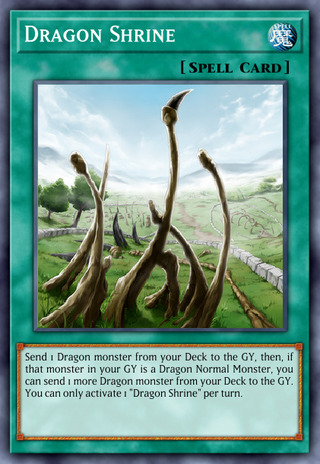 Dragon Shrine
[Spell Card]
Send 1 Dragon monster from your Deck to the GY, then, if
that monster in your GY is a Dragon Normal Monster, you
can send 1 more Dragon monster from your Deck to the GY.
You can only activate 1 "Dragon Shrine" per turn.